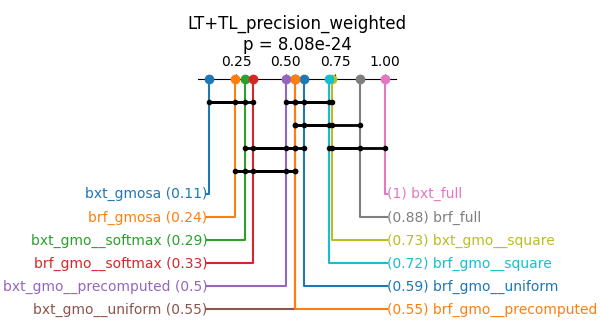 LT+TL_precision_weighted
p = 8.08e-24
0.25 0.50 0.75 1.00
bxt_gmosa (0.11) (1) bxt_full
brf_gmosa (0.24) (0.88) brf_full
bxt_gmo__softmax (0.29) (0.73) bxt_gmo__square
brf_gmo__softmax (0.33) (0.72) brf_gmo__square
bxt_gmo__precomputed (0.5) (0.59) brf_gmo__uniform
bxt_gmo__uniform (0.55) (0.55) brf_gmo__precomputed